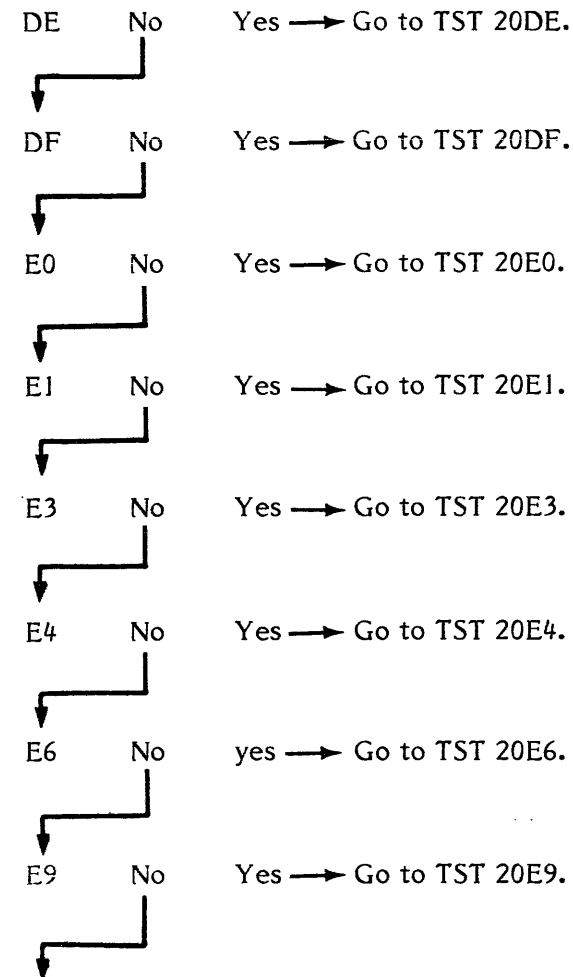 DE No Yes → Go to TST 20DE.
DF No Yes → Go to TST 20DF.
E0 No Yes → Go to TST 20E0.
E1 No Yes → Go to TST 20E1.
E3 No Yes → Go to TST 20E3.
E4 No Yes → Go to TST 20E4.
E6 No yes → Go to TST 20E6.
E9 No Yes → Go to TST 20E9.